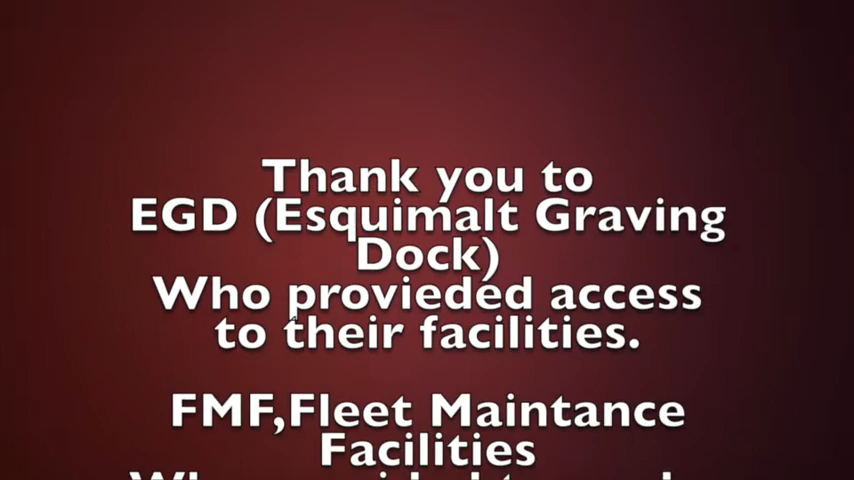 Thank you to
EGD (Esquimalt Graving
Dock)
Who provieded access
to their facilities.
FMF,Fleet Maintance
Facilities